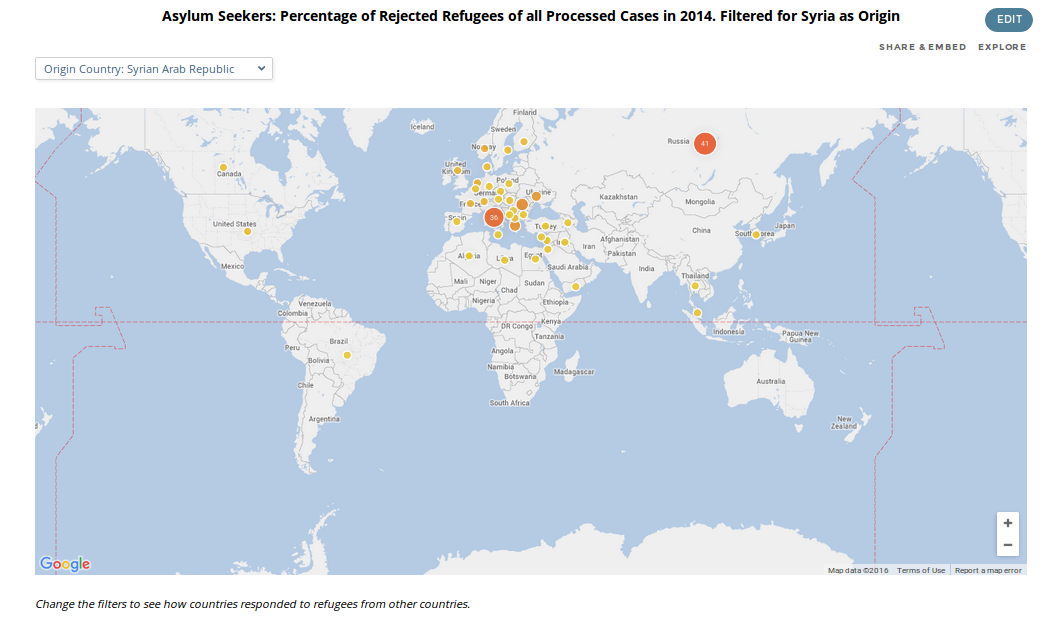 Asylum Seekers: Percentage of Rejected Refugees of all Processed Cases in 2014. Filtered for Syria as Origin
EDIT
SHARE & EMBED EXPLORE
Origin Country: Syrian Arab Republic
Finland
Iceland
Sweden
Russia
41
Norway
United
Kingdom
Canada
Poland
Ukraine
Kazakhstan
Mongolia
France
36
Spain
United States
Turkey
China
South Korea
Japan
Afghanistan
Iran
Pakistan
Algeria
Libya
Egypt
Mexico
Saudi Arabia
India
Thailand
Mali
Niger
Sudan
Chad
Nigeria
Ethiopia
Venezuela
Colombia
Kenya
DR Congo
Indonesia
Papua New
Guinea
Tanzania
Brazil
Peru
Angola
Bolivia
Namibia
Madagascar
Botswana
Australia
Chile
South Africa
Argentina
New
Zealand
+
−
Google
Map data ©2016 Terms of Use Report a map error
Change the filters to see how countries responded to refugees from other countries.